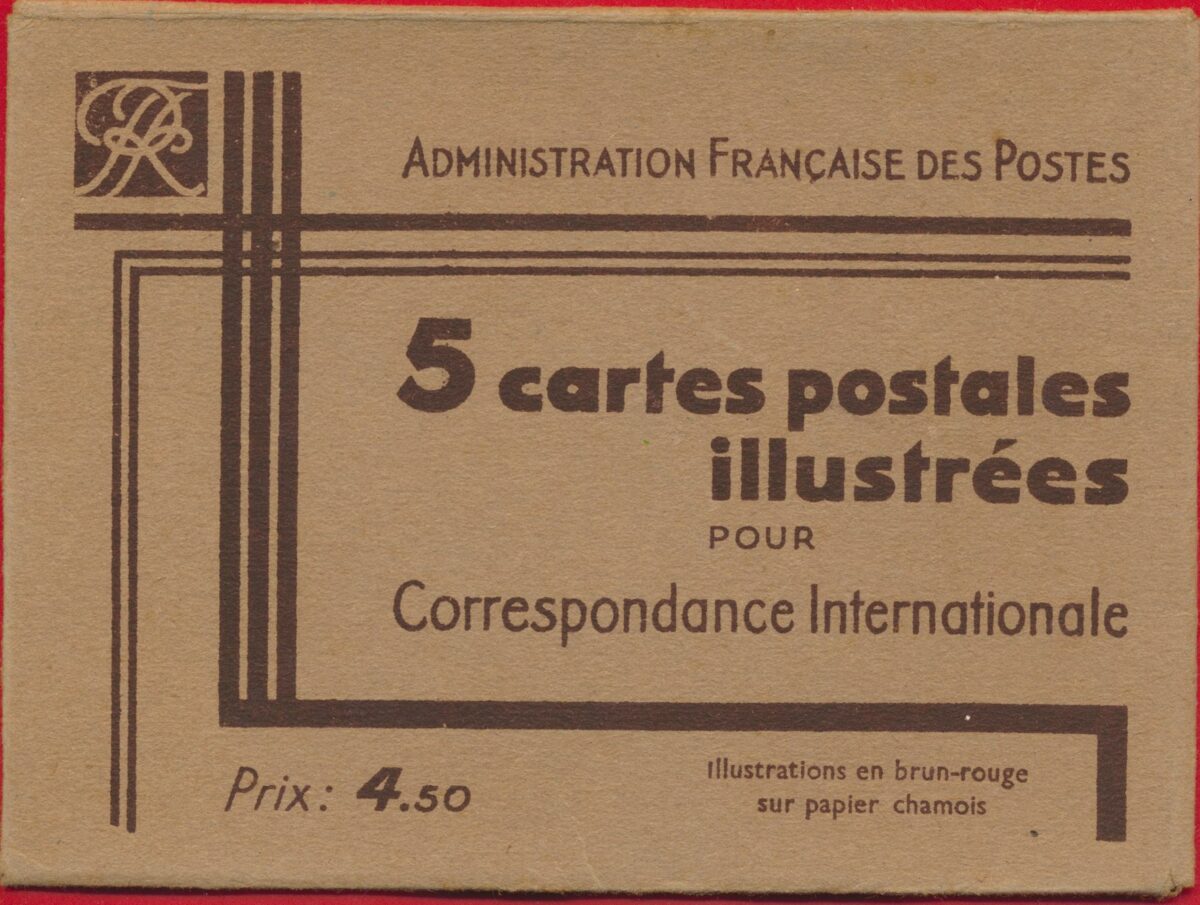 Administration Française des Postes
5 cartes postales
illustrées
POUR
Correspondance Internationale
Prix: 4.50
Illustrations en brun-rouge
sur papier chamois